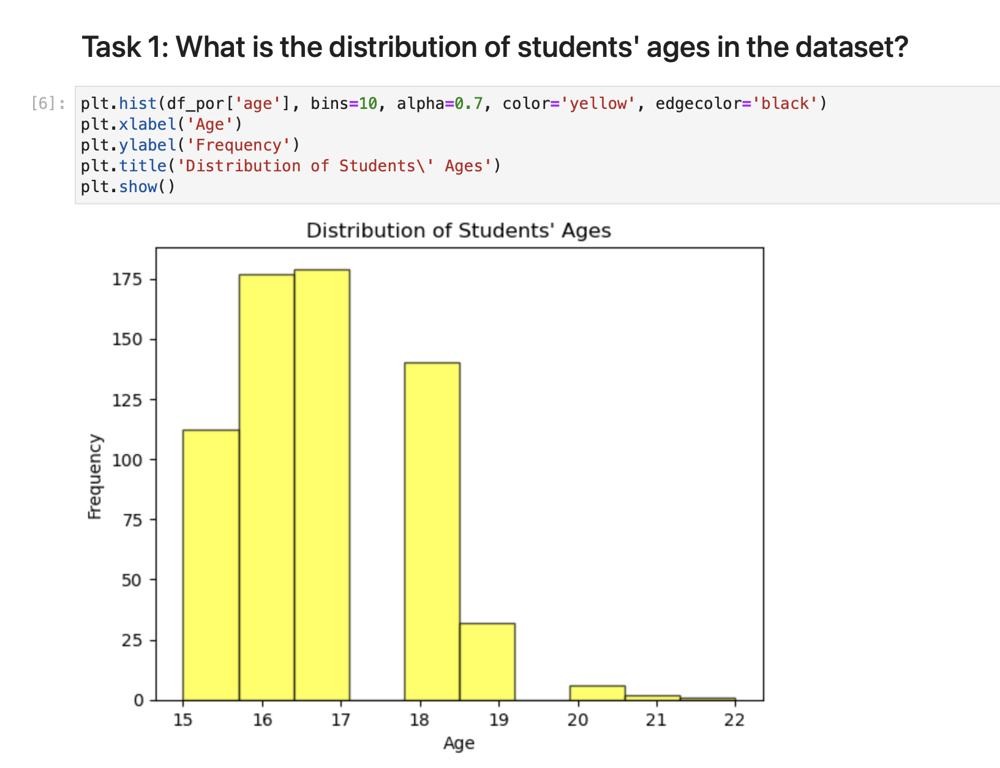 Task 1: What is the distribution of students' ages in the dataset?
[6]:
plt.hist(df_por['age'], bins=10, alpha=0.7, color='yellow', edgecolor='black')
plt.xlabel('Age')
plt.ylabel('Frequency')
plt.title('Distribution of Students\' Ages')
plt.show()
Distribution of Students' Ages
175
150
125
100
75
50
25
0
Frequency
15 16 17 18 19 20 21 22
Age